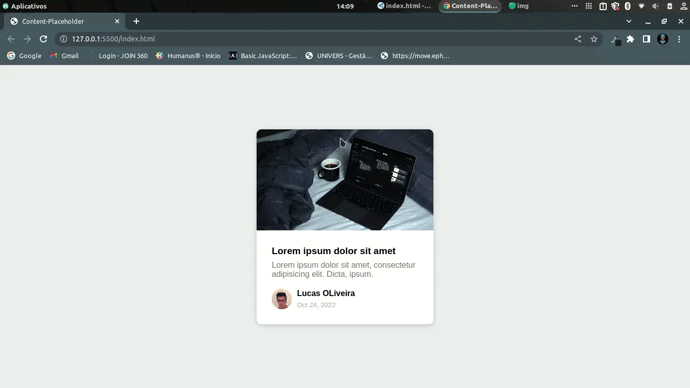 Aplicativos
14:09
index.html -...
Content-Pla...
img
Content-Placeholder
127.0.0.1:5500/index.html
Google
Gmail
Login - JOIN 360
Humanus® - Início
Basic JavaScript:...
UNIVERS - Gestã...
https://move.eph...
Lorem ipsum dolor sit amet
Lorem ipsum dolor sit amet, consectetur
adipisicing elit. Dicta, ipsum.
Lucas OLiveira
Oct 24, 2022